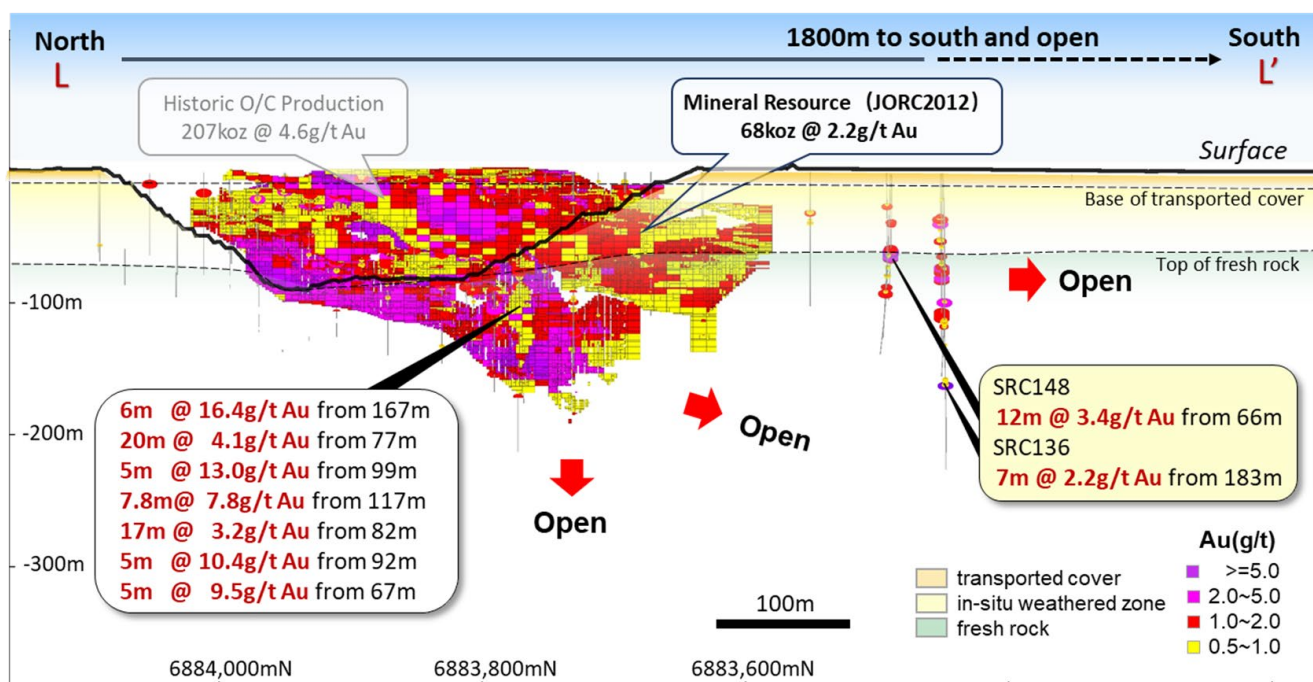 North
L
1800m to south and open
South
L'
Historic O/C Production
207koz @ 4.6g/t Au
Mineral Resource (JORC2012)
68koz @ 2.2g/t Au
Surface
Base of transported cover
Top of fresh rock
Open
-100m
-200m
-300m
6m @ 16.4g/t Au from 167m
20m @ 4.1g/t Au from 77m
5m @ 13.0g/t Au from 99m
7.8m@ 7.8g/t Au from 117m
17m @ 3.2g/t Au from 82m
5m @ 10.4g/t Au from 92m
5m @ 9.5g/t Au from 67m
Open
Open
SRC148
12m @ 3.4g/t Au from 66m
SRC136
7m @ 2.2g/t Au from 183m
transported cover
in-situ weathered zone
fresh rock
Au(g/t)
>=5.0
2.0~5.0
1.0~2.0
0.5~1.0
100m
6884,000mN
6883,800mN
6883,600mN